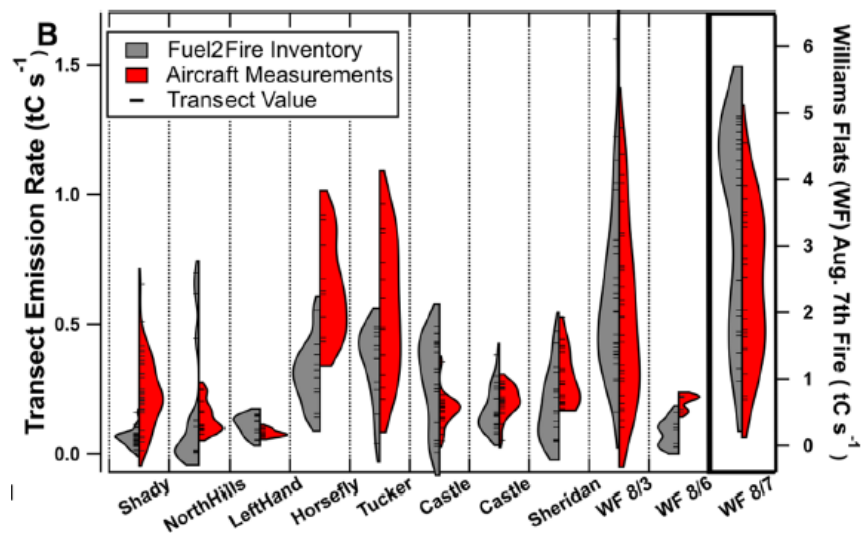 B
Fuel2Fire Inventory
Aircraft Measurements
Transect Value
Transect Emission Rate (tC s⁻¹)
1.5
1.0
0.5
0.0
6
5
4
3
2
1
0
Williams Flats (WF) Aug. 7th Fire ( tC s⁻¹ )
Shady
NorthHills
LeftHand
Horsefly
Tucker
Castle
Castle
Sheridan
WF 8/3
WF 8/6
WF 8/7